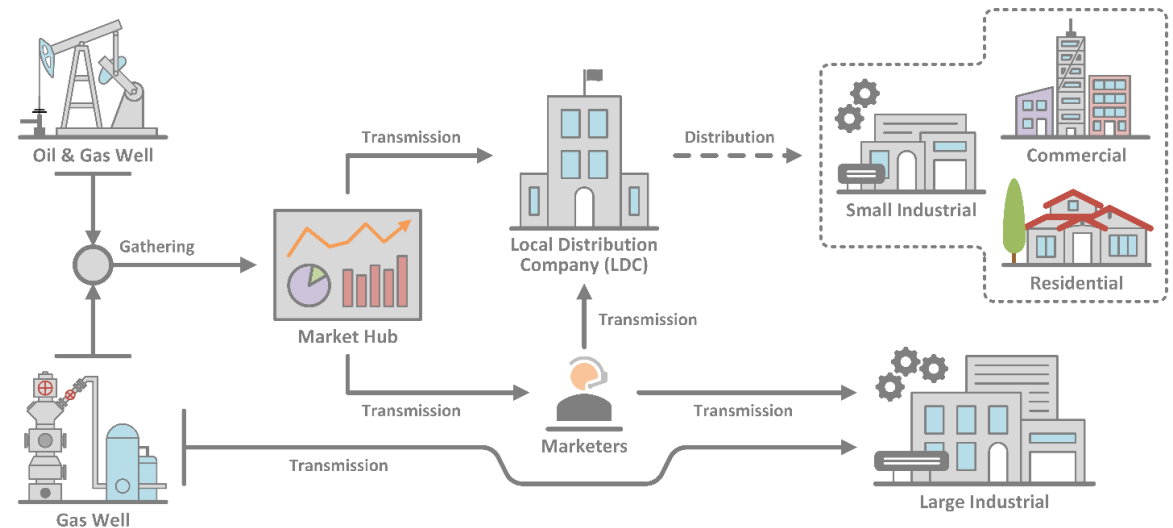 Oil & Gas Well
Gathering
Transmission
Market Hub
Transmission
Local Distribution
Company (LDC)
Distribution
Small Industrial
Commercial
Residential
Transmission
Marketers
Transmission
Transmission
Gas Well
Large Industrial